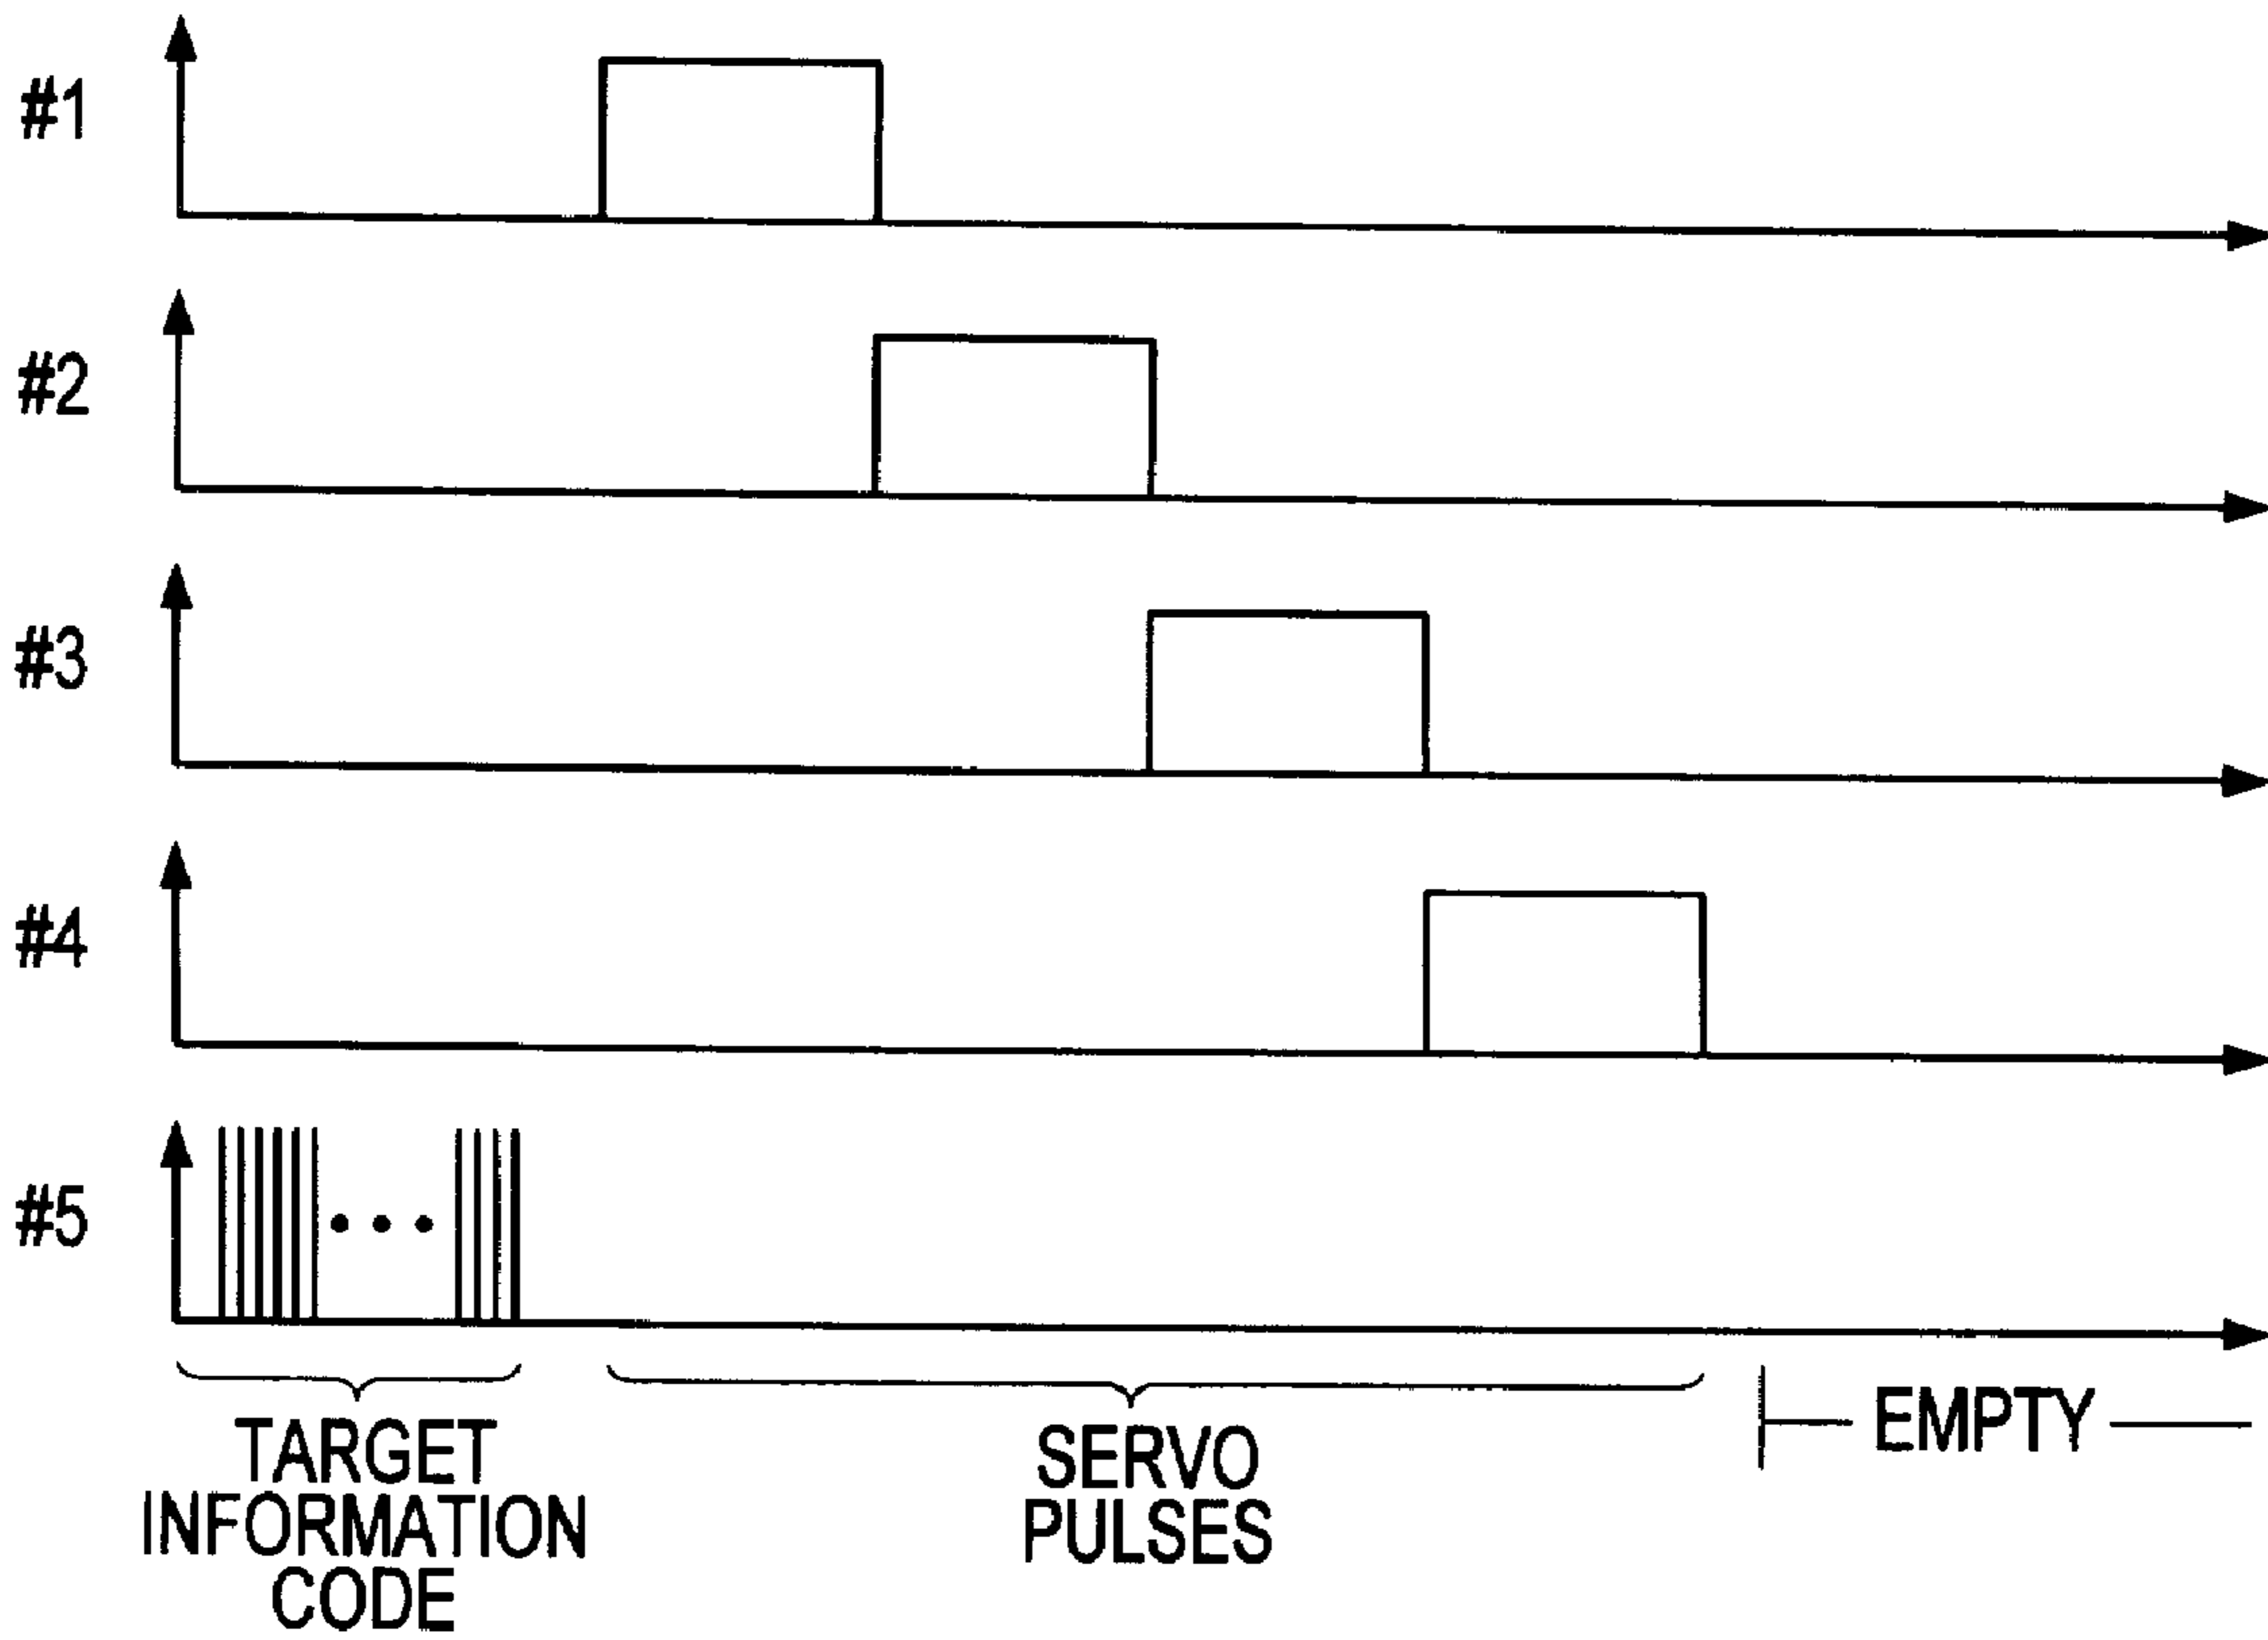 #1
#2
#3
#4
#5
TARGET
INFORMATION
CODE
SERVO
PULSES
EMPTY